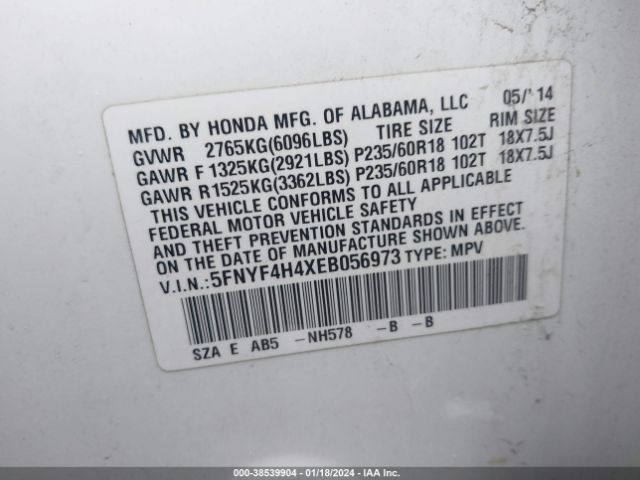 MFD. BY HONDA MFG. OF ALABAMA, LLC 05/'14
GVWR 2765KG(6096LBS) TIRE SIZE RIM SIZE
GAWR F 1325KG(2921LBS) P235/60R18 102T 18X7.5J
GAWR R1525KG(3362LBS) P235/60R18 102T 18X7.5J
THIS VEHICLE CONFORMS TO ALL APPLICABLE
FEDERAL MOTOR VEHICLE SAFETY
AND THEFT PREVENTION STANDARDS IN EFFECT
ON THE DATE OF MANUFACTURE SHOWN ABOVE.
V.I.N.:5FNYF4H4XEB056973 TYPE: MPV
SZA E AB5 -NH578 -B -B
000-38539904 | 01/18/2024 - IAA Inc.